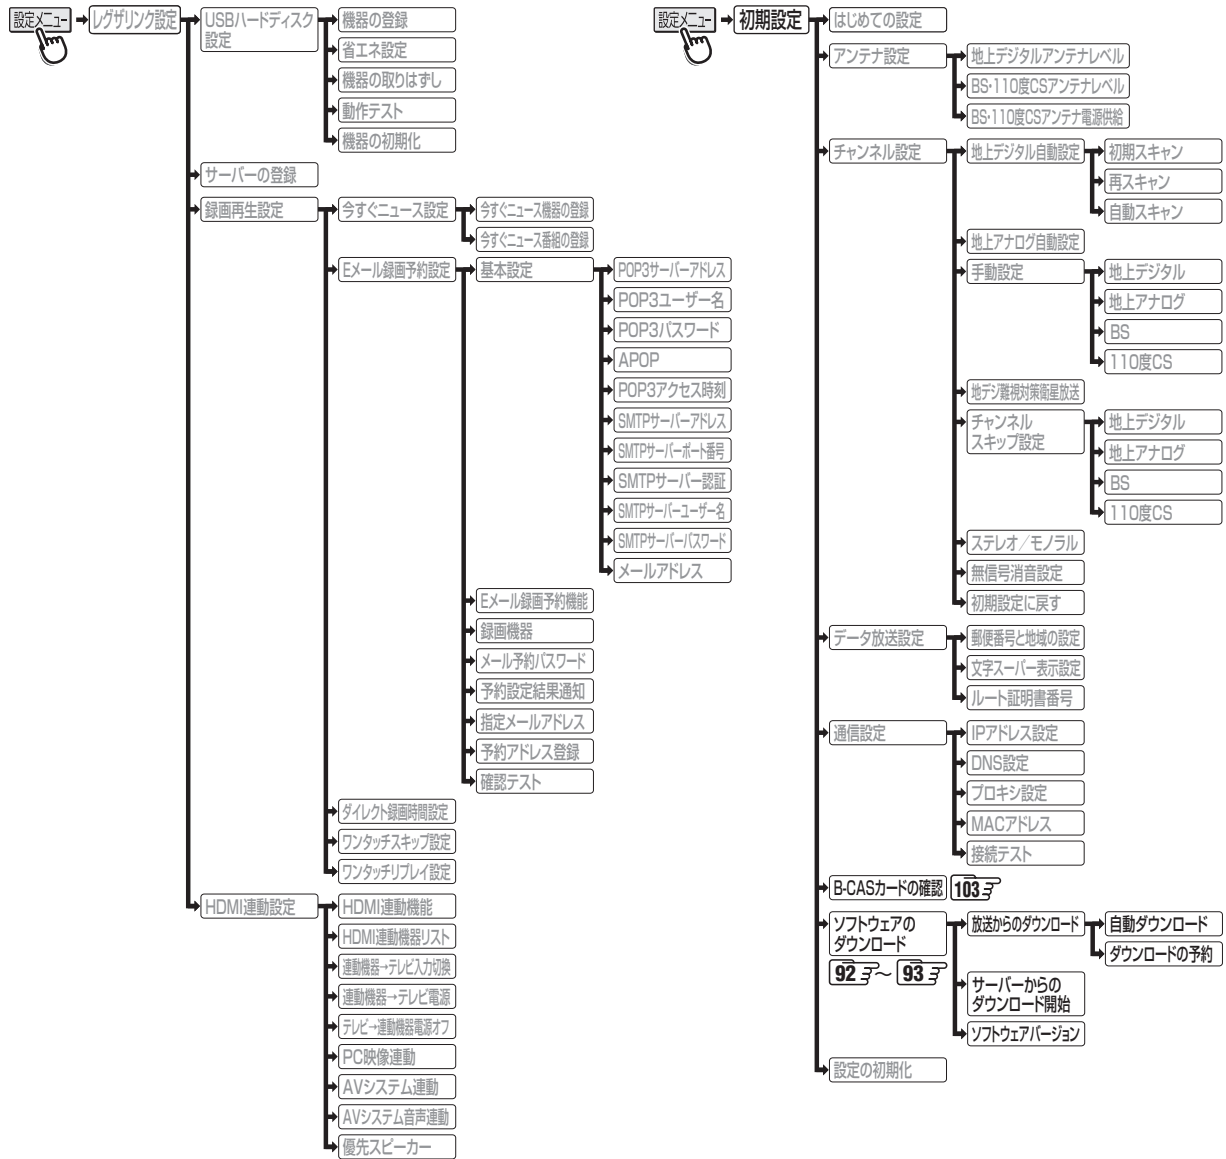 設定メニュー
レグザリンク設定
USBハードディスク
設定
機器の登録
省エネ設定
機器の取りはずし
動作テスト
機器の初期化
サーバーの登録
録画再生設定
今すぐニュース設定
今すぐニュース機器の登録
今すぐニュース番組の登録
Eメール録画予約設定
基本設定
POP3サーバーアドレス
POP3ユーザー名
POP3パスワード
APOP
POP3アクセス時刻
SMTPサーバーアドレス
SMTPサーバーポート番号
SMTPサーバー認証
SMTPサーバーユーザー名
SMTPサーバーパスワード
メールアドレス
Eメール録画予約機能
録画機器
メール予約パスワード
予約設定結果通知
指定メールアドレス
予約アドレス登録
確認テスト
ダイレクト録画時間設定
ワンタッチスキップ設定
ワンタッチリプレイ設定
HDMI連動設定
HDMI連動機能
HDMI連動機器リスト
連動機器→テレビ入力切換
連動機器→テレビ電源
テレビ→連動機器電源オフ
PC映像連動
AVシステム連動
AVシステム音声連動
優先スピーカー
設定メニュー
初期設定
はじめての設定
アンテナ設定
地上デジタルアンテナレベル
BS・110度CSアンテナレベル
BS・110度CSアンテナ電源供給
チャンネル設定
地上デジタル自動設定
初期スキャン
再スキャン
自動スキャン
地上アナログ自動設定
手動設定
地上デジタル
地上アナログ
BS
110度CS
地デジ難視対策衛星放送
チャンネル
スキップ設定
地上デジタル
地上アナログ
BS
110度CS
ステレオ/モノラル
無信号消音設定
初期設定に戻す
データ放送設定
郵便番号と地域の設定
文字スーパー表示設定
ルート証明書番号
通信設定
IPアドレス設定
DNS設定
プロキシ設定
MACアドレス
接続テスト
B-CASカードの確認 103
ソフトウェアの
ダウンロード
92 ～ 93
放送からのダウンロード
自動ダウンロード
ダウンロードの予約
サーバーからの
ダウンロード開始
ソフトウェアバージョン
設定の初期化